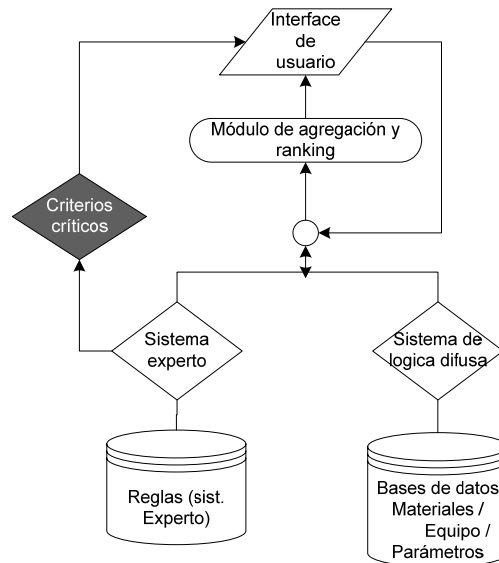 Interface
de
usuario
Módulo de agregación y
ranking
Criterios
críticos
Sistema
experto
Sistema de
logica difusa
Reglas (sist.
Experto)
Bases de datos
Materiales /
Equipo /
Parámetros